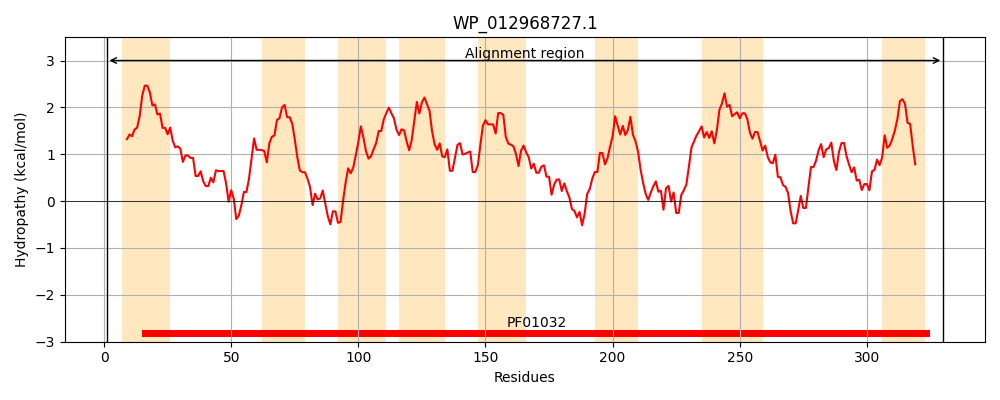 WP_012968727.1
Hydropathy (kcal/mol)
3
2
1
0
−1
−2
−3
Alignment region
PF01032
0 50 100 150 200 250 300
Residues